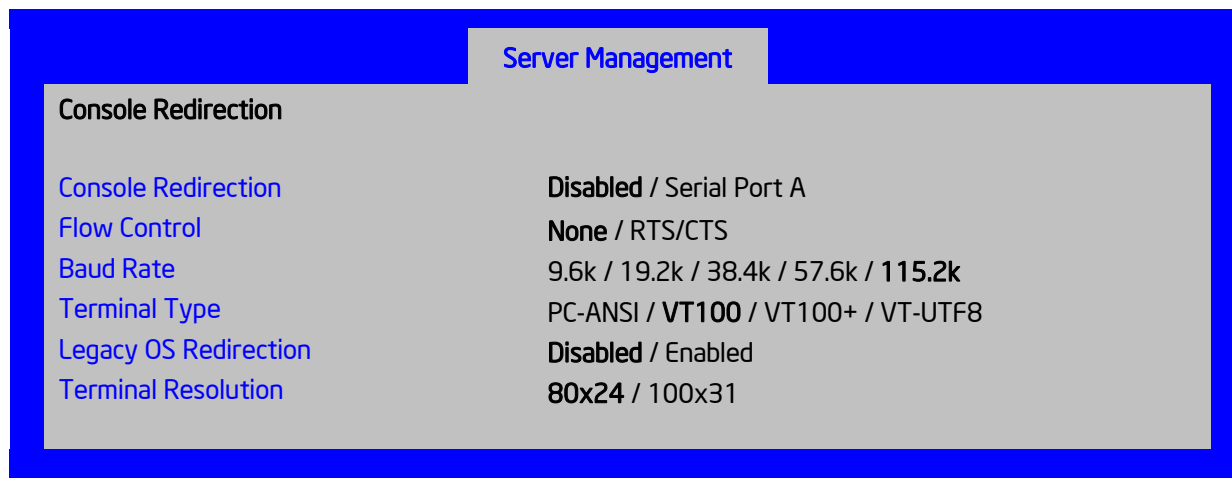 Server Management
Console Redirection
Console Redirection Disabled / Serial Port A
Flow Control None / RTS/CTS
Baud Rate 9.6k / 19.2k / 38.4k / 57.6k / 115.2k
Terminal Type PC-ANSI / VT100 / VT100+ / VT-UTF8
Legacy OS Redirection Disabled / Enabled
Terminal Resolution 80x24 / 100x31